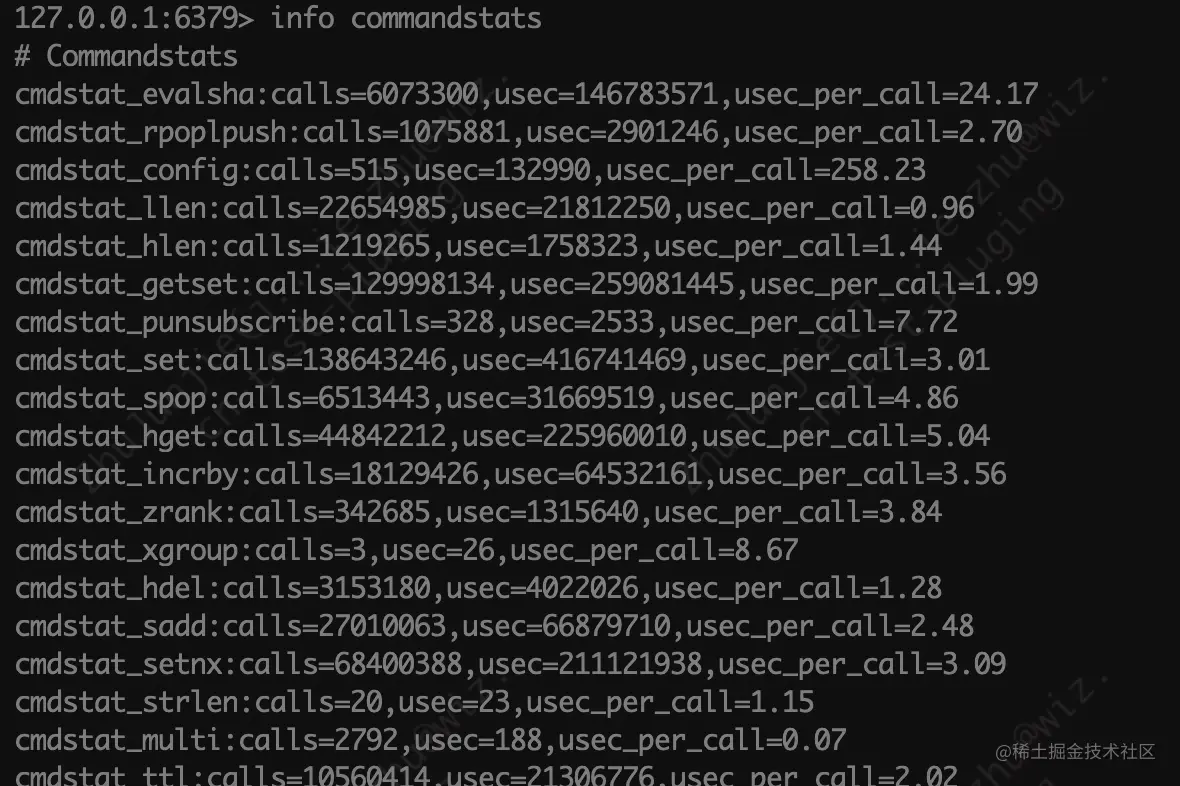 127.0.0.1:6379> info commandstats
# Commandstats
cmdstat_evalsha:calls=6073300,usec=146783571,usec_per_call=24.17
cmdstat_rpoplpush:calls=1075881,usec=2901246,usec_per_call=2.70
cmdstat_config:calls=515,usec=132990,usec_per_call=258.23
cmdstat_llen:calls=22654985,usec=21812250,usec_per_call=0.96
cmdstat_hlen:calls=1219265,usec=1758323,usec_per_call=1.44
cmdstat_getset:calls=129998134,usec=259081445,usec_per_call=1.99
cmdstat_punsubscribe:calls=328,usec=2533,usec_per_call=7.72
cmdstat_set:calls=138643246,usec=416741469,usec_per_call=3.01
cmdstat_spop:calls=6513443,usec=31669519,usec_per_call=4.86
cmdstat_hget:calls=44842212,usec=225960010,usec_per_call=5.04
cmdstat_incrby:calls=18129426,usec=64532161,usec_per_call=3.56
cmdstat_zrank:calls=342685,usec=1315640,usec_per_call=3.84
cmdstat_xgroup:calls=3,usec=26,usec_per_call=8.67
cmdstat_hdel:calls=3153180,usec=4022026,usec_per_call=1.28
cmdstat_sadd:calls=27010063,usec=66879710,usec_per_call=2.48
cmdstat_setnx:calls=68400388,usec=211121938,usec_per_call=3.09
cmdstat_strlen:calls=20,usec=23,usec_per_call=1.15
cmdstat_multi:calls=2792,usec=188,usec_per_call=0.07
cmdstat_ttl:calls=10560414,usec=21306776,usec_per_call=2.02
@稀土掘金技术社区